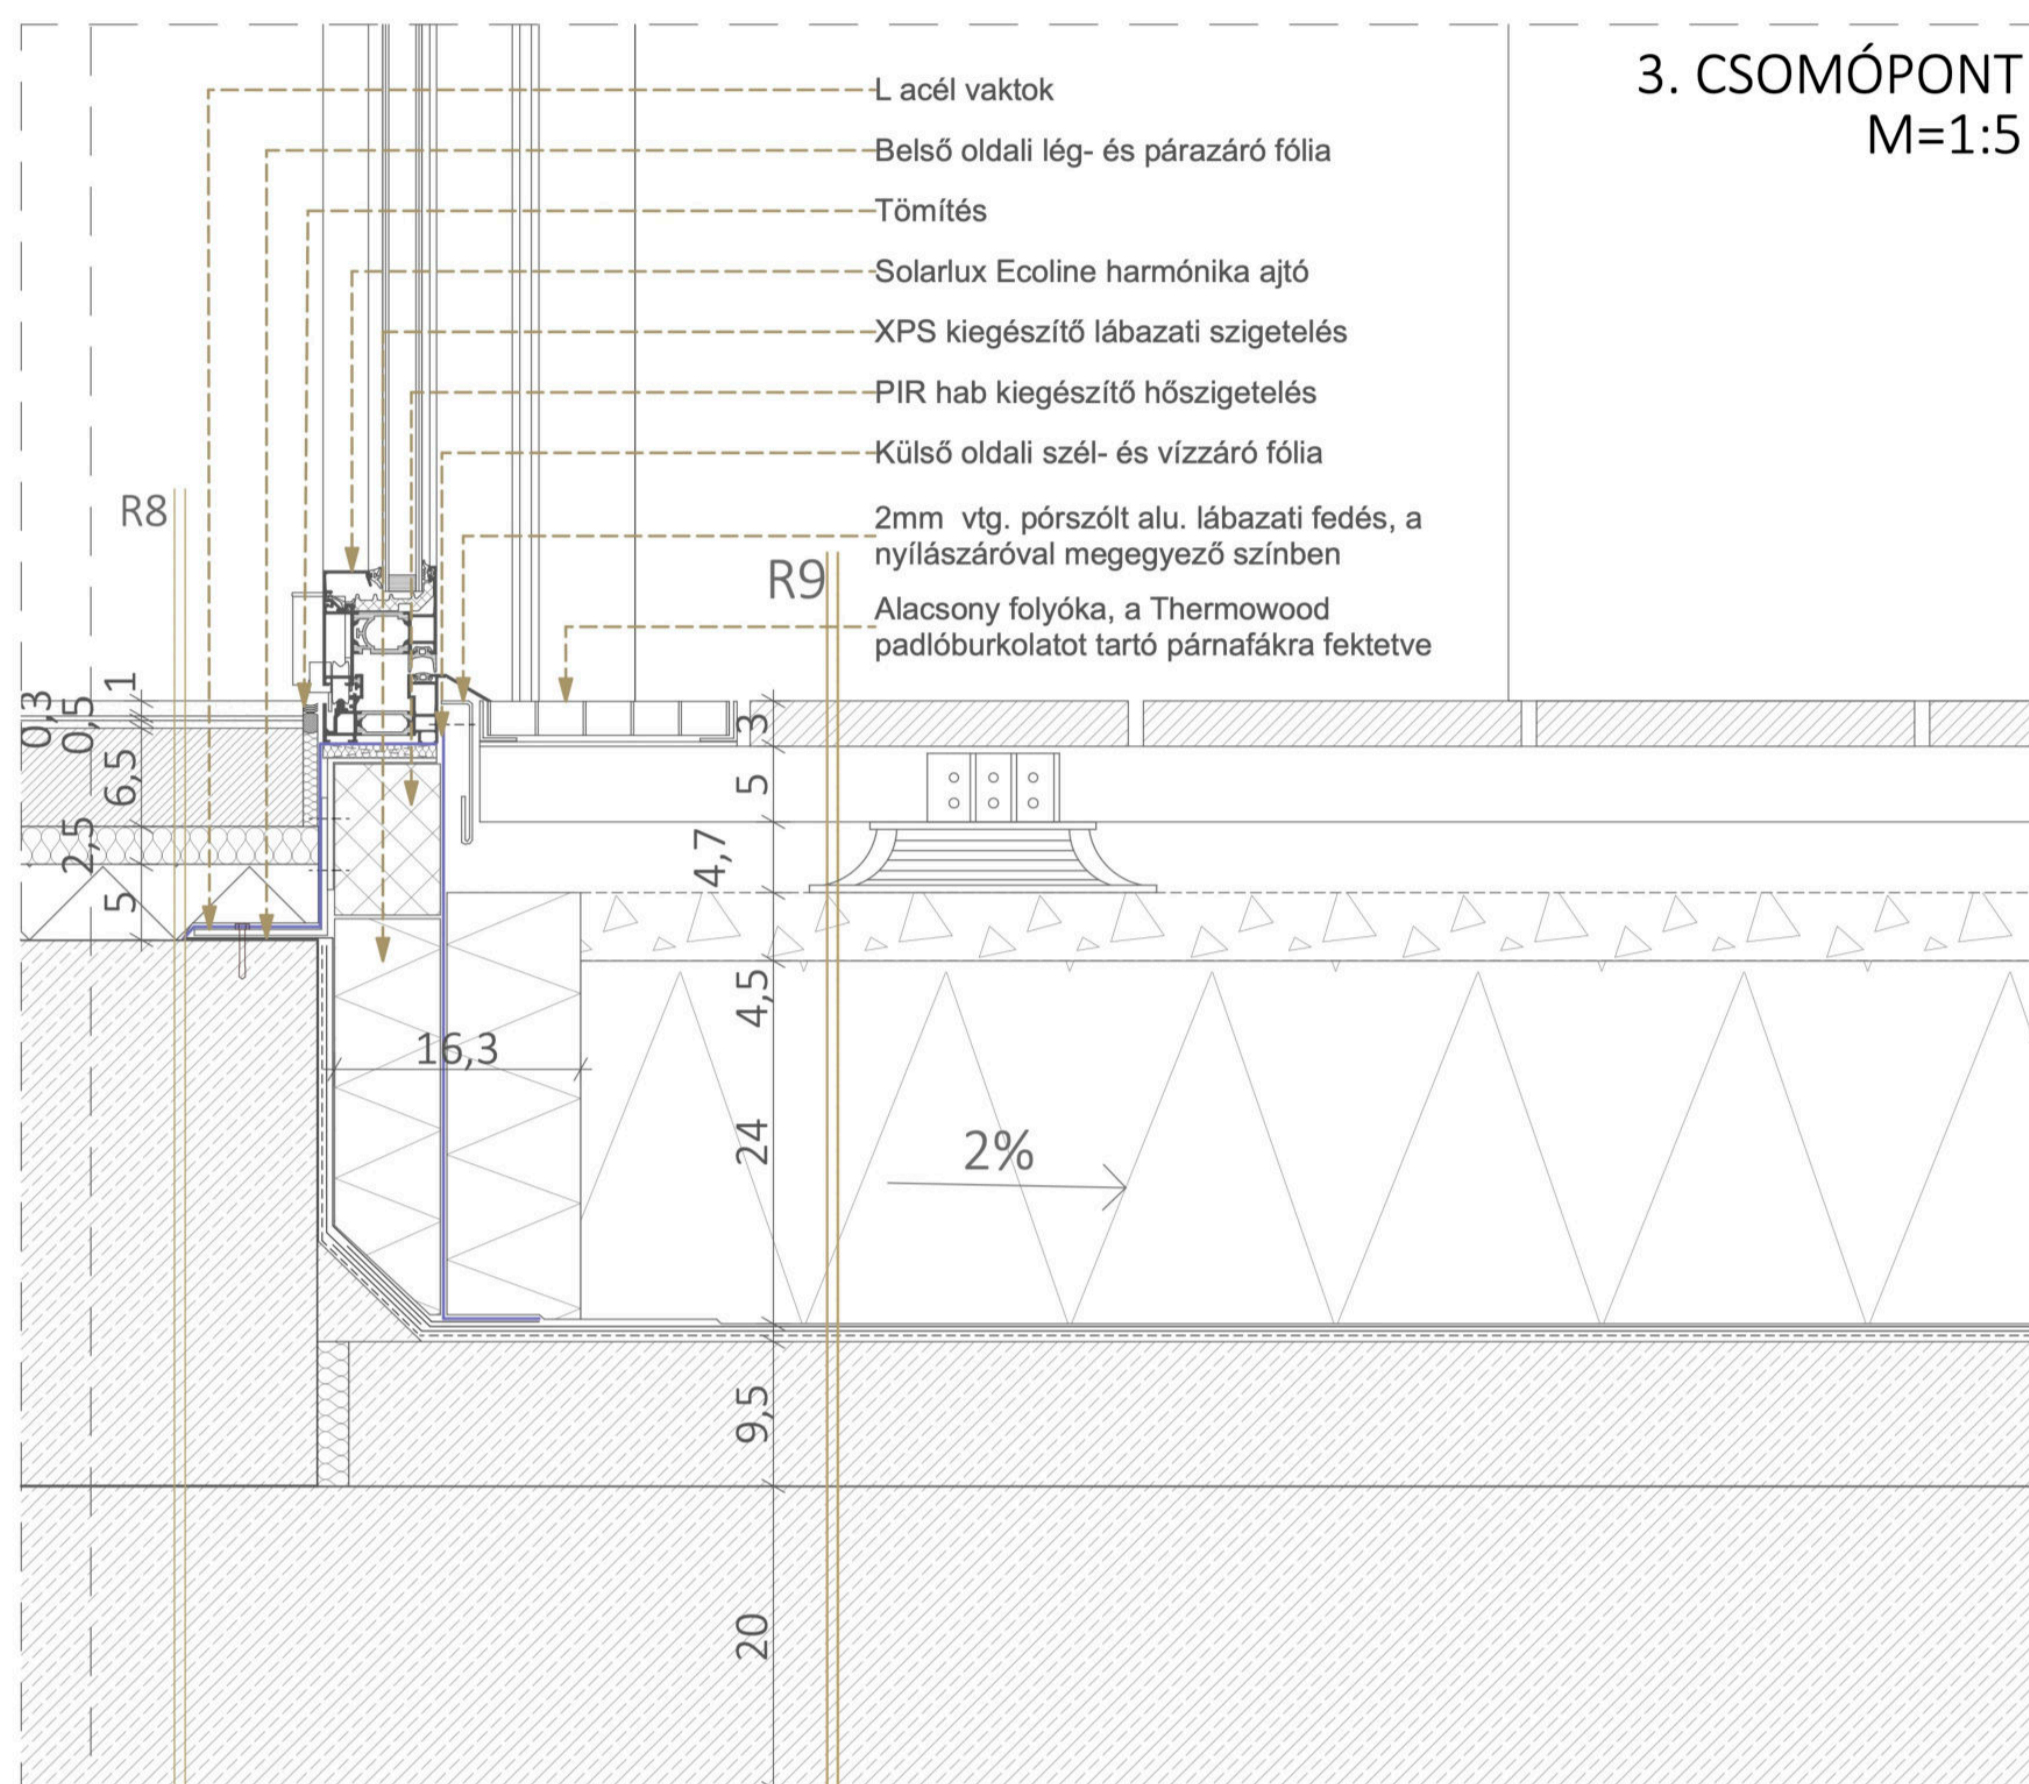 3. CSOMÓPONT
M=1:5
L acél vaktok
Belső oldali lég- és párazáró fólia
Tömítés
Solarlux Ecoline harmónika ajtó
XPS kiegészítő lábazati szigetelés
PIR hab kiegészítő hőszigetelés
Külső oldali szél- és vízzáró fólia
2mm vtg. pórszólt alu. lábazati fedés, a
nyílászáróval megegyező színben
Alacsony folyóka, a Thermowood
padlóburkolatot tartó párnafákra fektetve
R8
R9
0,3
0,5
1
6,5
2,5
5
3
5
4,7
4,5
16,3
24
2%
9,5
20